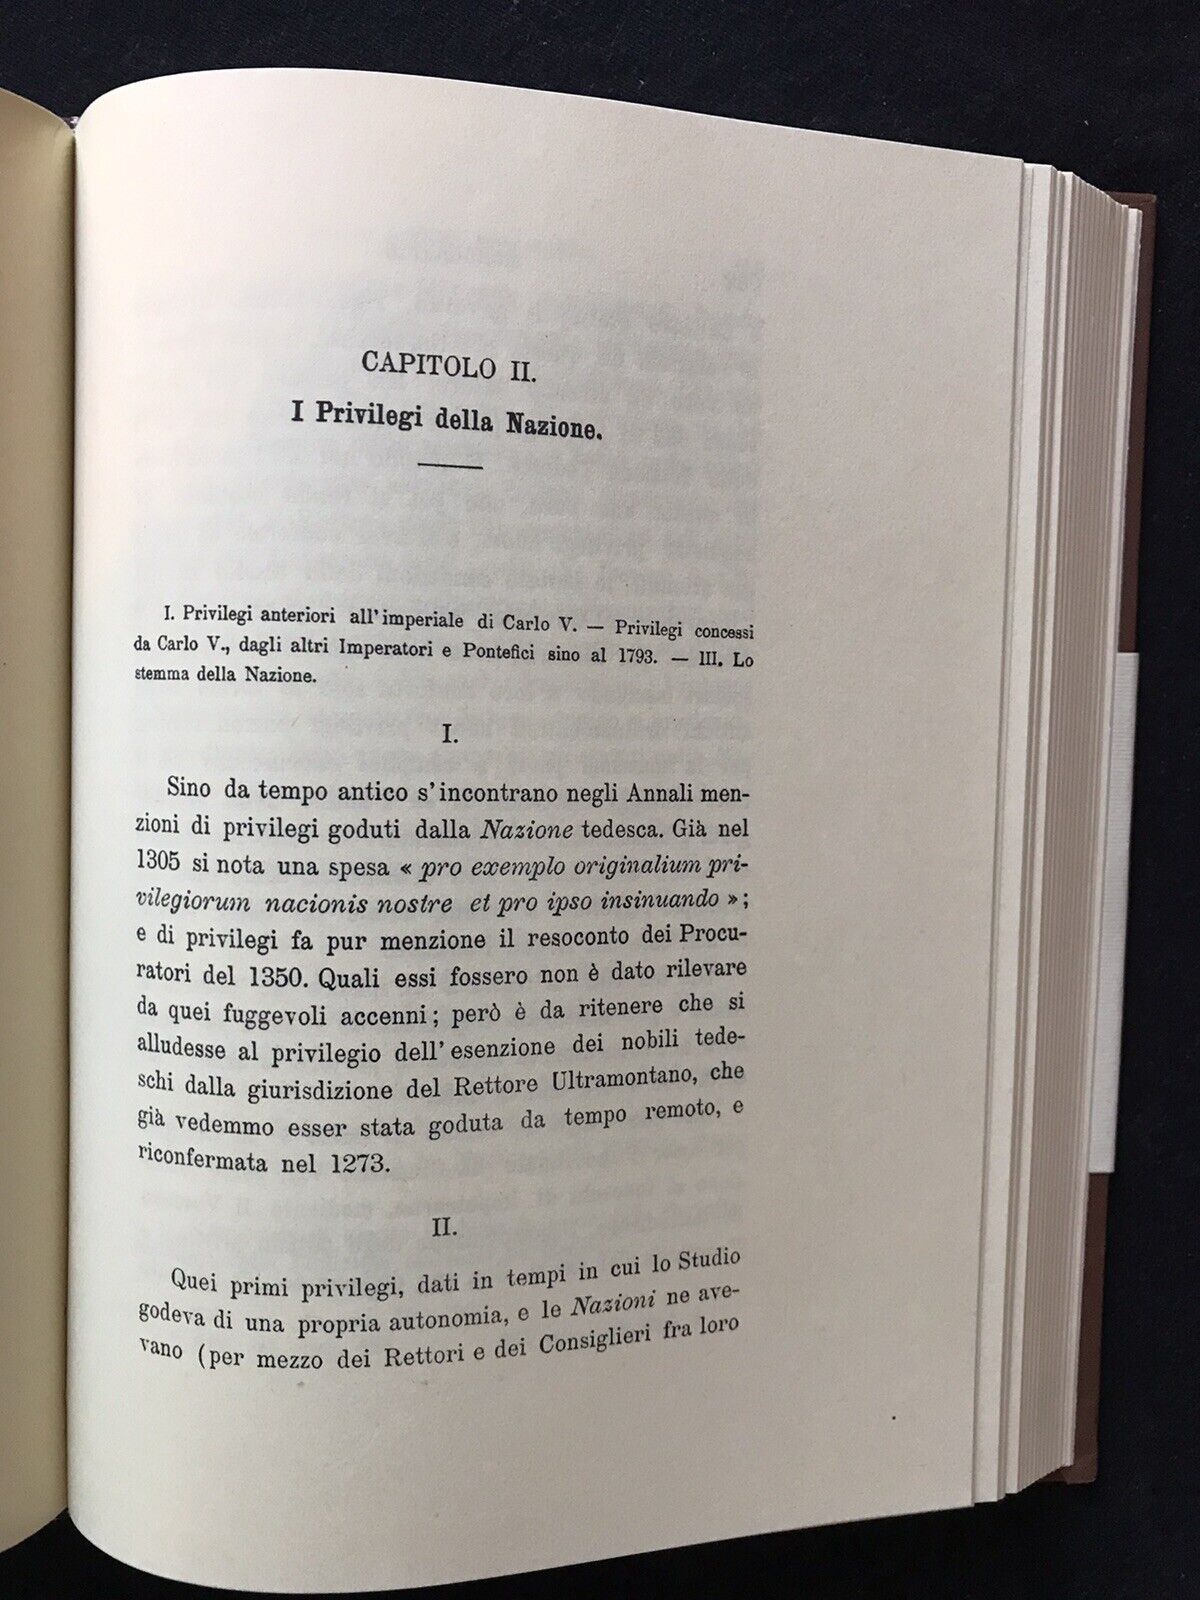 CAPITOLO II.
I Privilegi della Nazione.
I. Privilegi anteriori all' imperiale di Carlo V. — Privilegi concessi
da Carlo V., dagli altri Imperatori e Pontefici sino al 1793. — III. Lo
stemma della Nazione.
I.
Sino da tempo antico s' incontrano negli Annali men-
zioni di privilegi goduti dalla Nazione tedesca. Già nel
1305 si nota una spesa « pro exemplo originalium pri-
vilegiorum nacionis nostre et pro ipso insinuando »;
e di privilegi fa pur menzione il resoconto dei Procu-
ratori del 1350. Quali essi fossero non è dato rilevare
da quei fuggevoli accenni; però è da ritenere che si
alludesse al privilegio dell' esenzione dei nobili tede-
schi dalla giurisdizione del Rettore Ultramontano, che
già vedemmo esser stata goduta da tempo remoto, e
riconfermata nel 1273.
II.
Quei primi privilegi, dati in tempi in cui lo Studio
godeva di una propria autonomia, e le Nazioni ne ave-
vano (per mezzo dei Rettori e dei Consiglieri fra loro